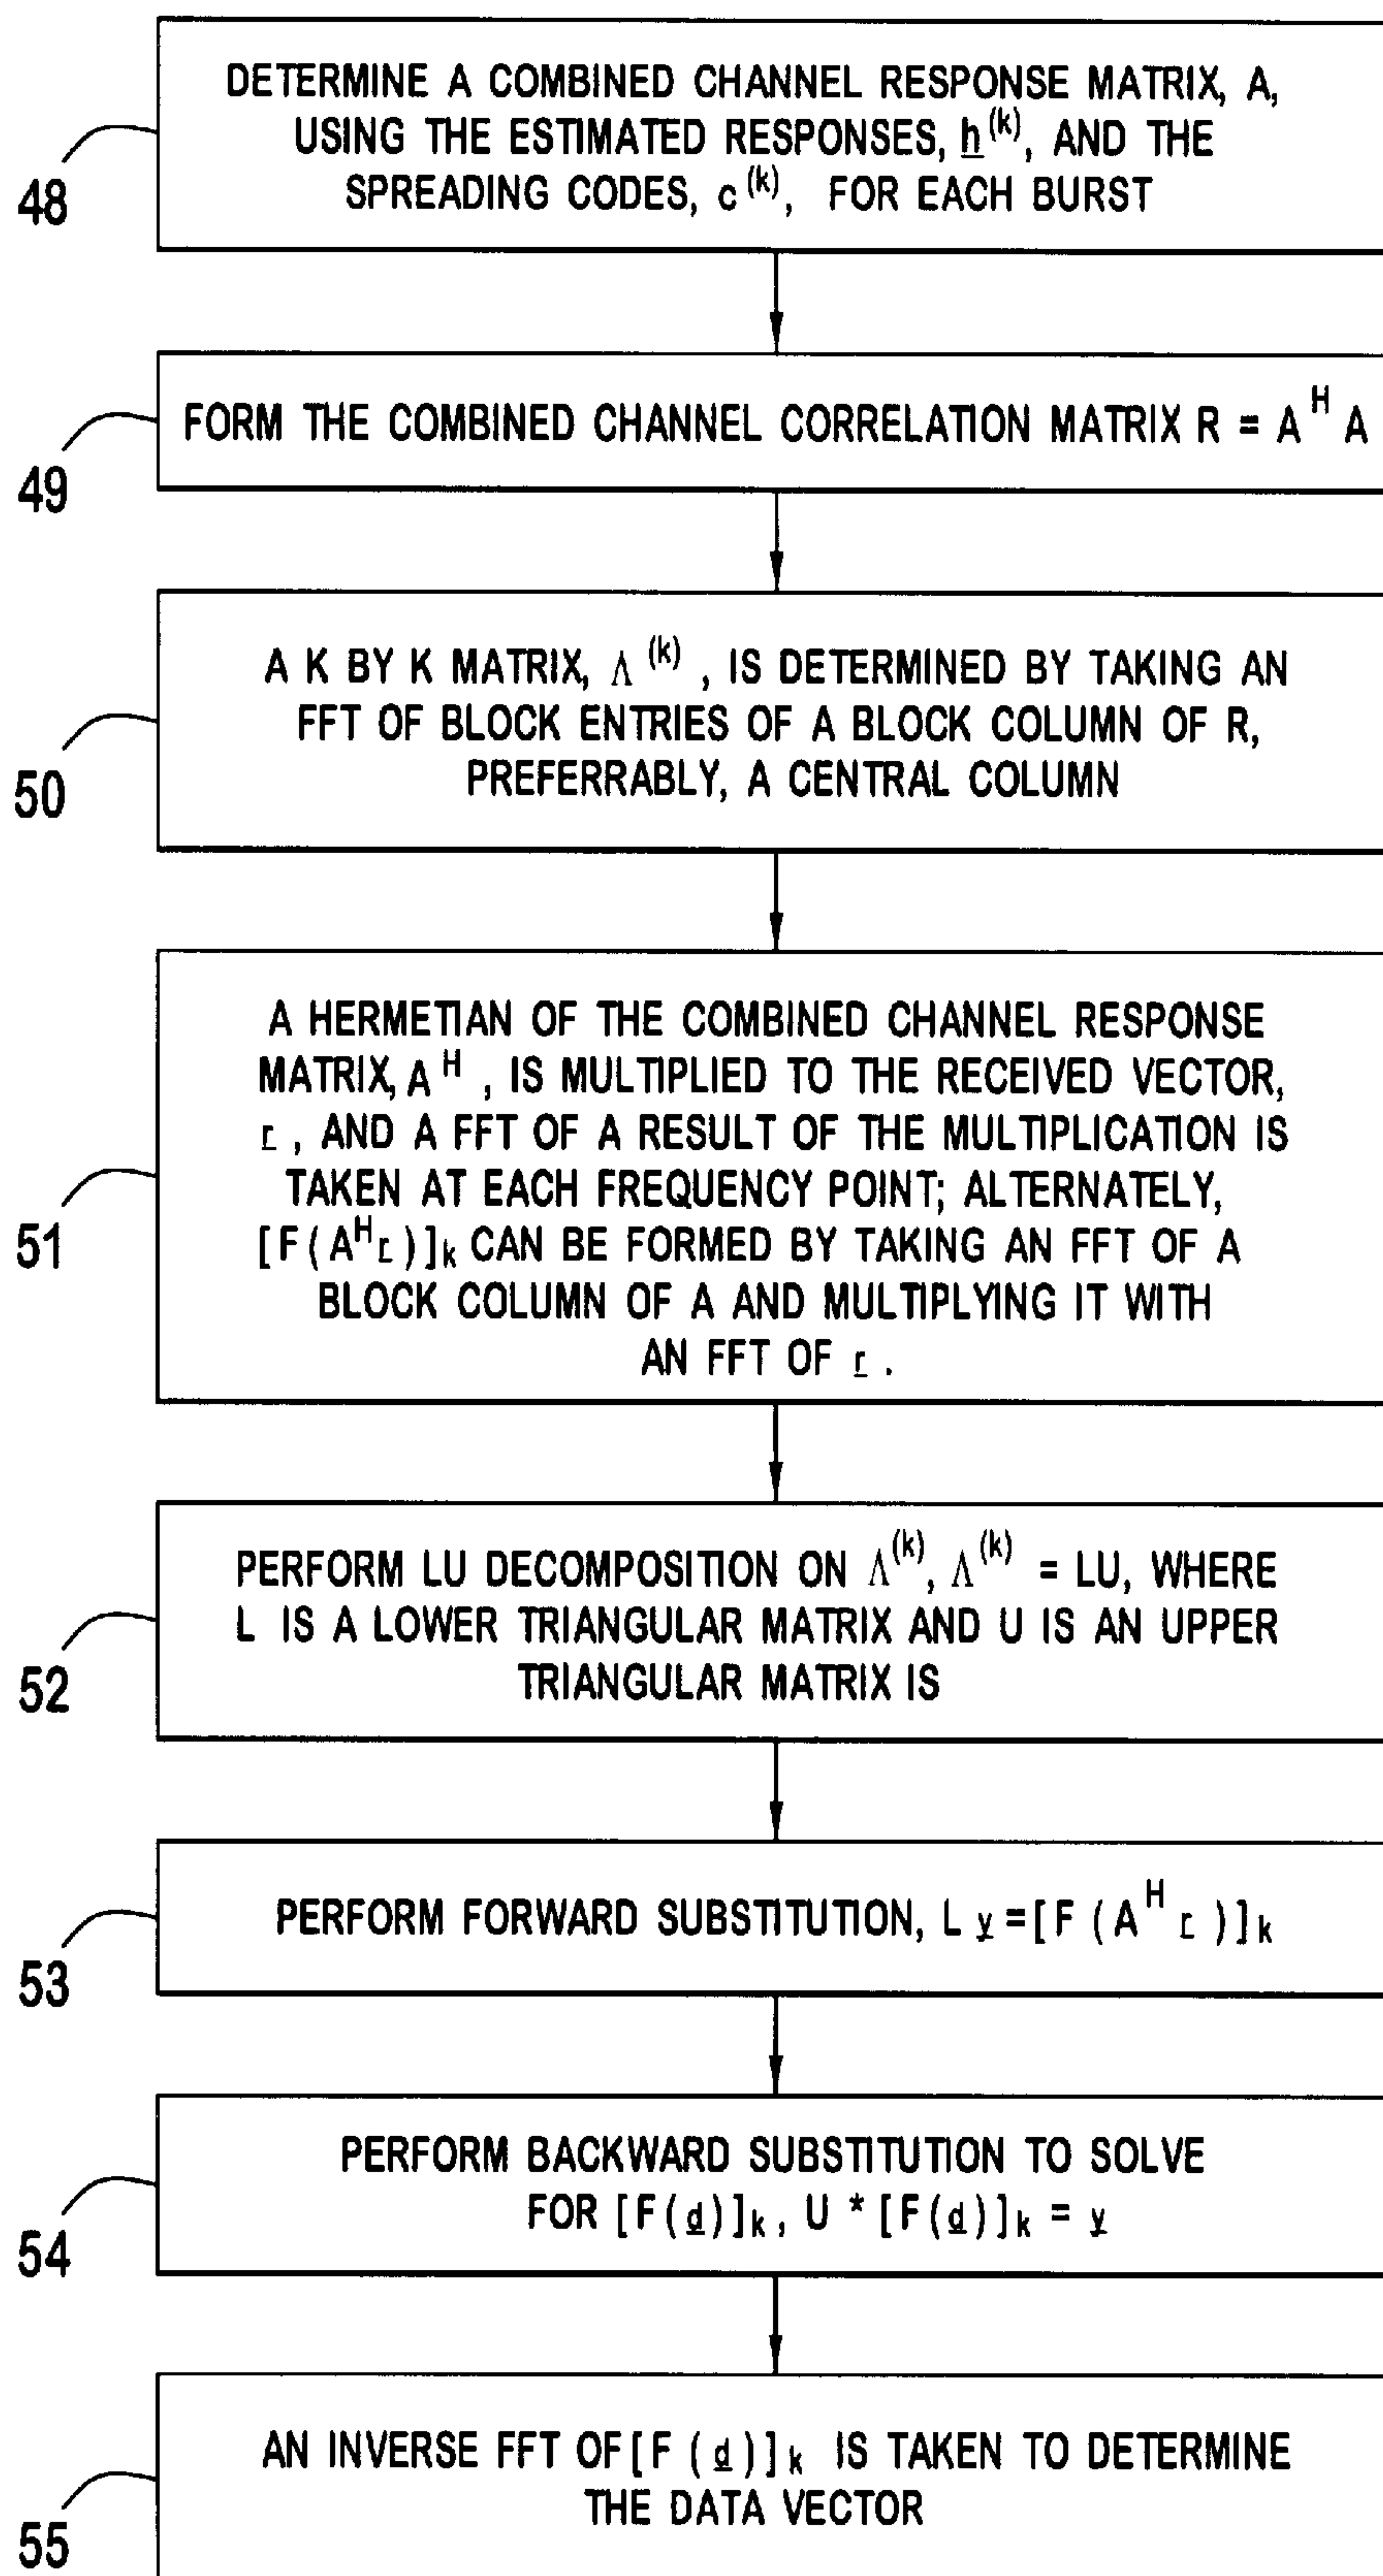 DETERMINE A COMBINED CHANNEL RESPONSE MATRIX, A,
USING THE ESTIMATED RESPONSES, h^(k), AND THE
SPREADING CODES, c^(k), FOR EACH BURST
48
FORM THE COMBINED CHANNEL CORRELATION MATRIX R = A^H A
49
A K BY K MATRIX, Λ^(k), IS DETERMINED BY TAKING AN
FFT OF BLOCK ENTRIES OF A BLOCK COLUMN OF R,
PREFERRABLY, A CENTRAL COLUMN
50
A HERMETIAN OF THE COMBINED CHANNEL RESPONSE
MATRIX, A^H, IS MULTIPLIED TO THE RECEIVED VECTOR,
r, AND A FFT OF A RESULT OF THE MULTIPLICATION IS
TAKEN AT EACH FREQUENCY POINT; ALTERNATELY,
[F(A^H r)]k CAN BE FORMED BY TAKING AN FFT OF A
BLOCK COLUMN OF A AND MULTIPLYING IT WITH
AN FFT OF r.
51
PERFORM LU DECOMPOSITION ON Λ^(k), Λ^(k) = LU, WHERE
L IS A LOWER TRIANGULAR MATRIX AND U IS AN UPPER
TRIANGULAR MATRIX IS
52
PERFORM FORWARD SUBSTITUTION, L y = [F (A^H r)]k
53
PERFORM BACKWARD SUBSTITUTION TO SOLVE
FOR [F(d)]k, U * [F(d)]k = y
54
AN INVERSE FFT OF [F (d)]k IS TAKEN TO DETERMINE
THE DATA VECTOR
55